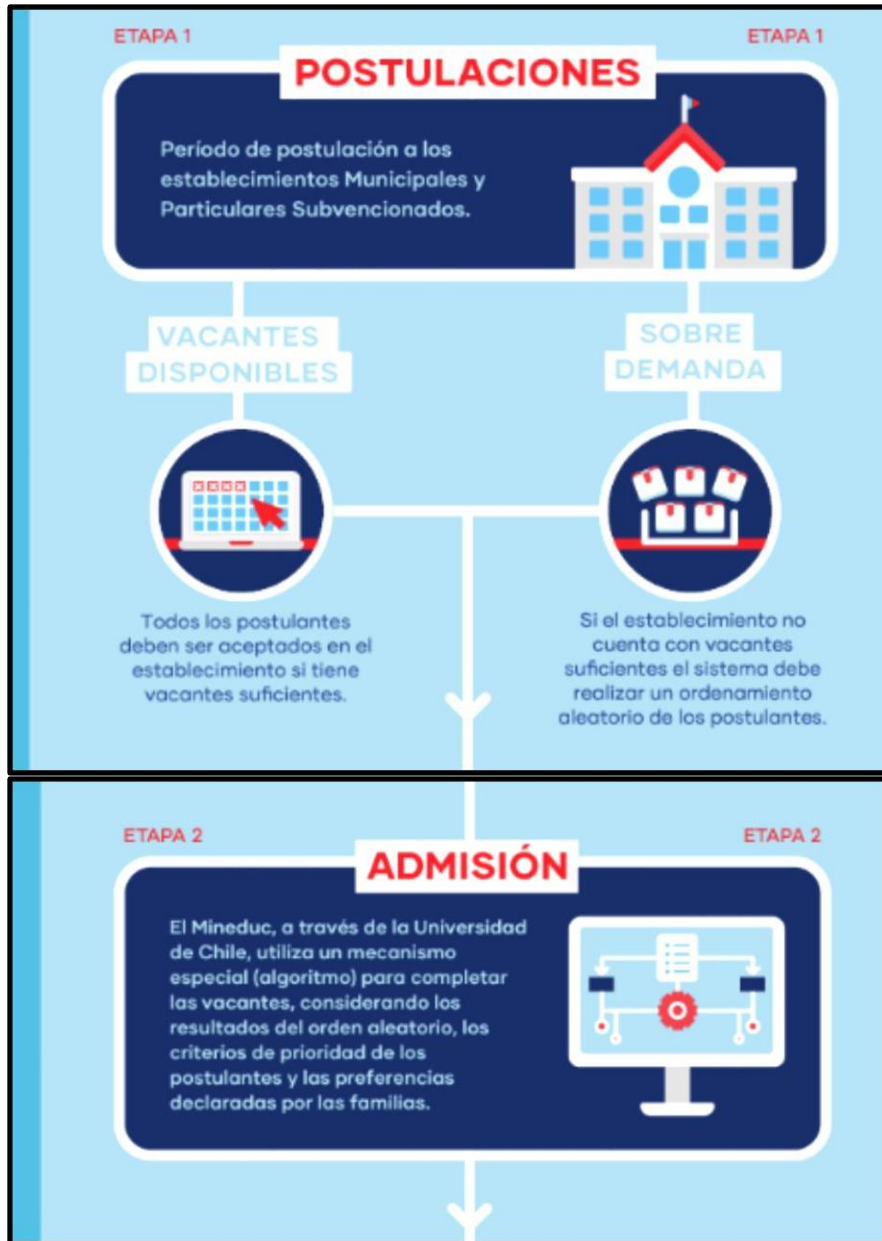 ETAPA 1
ETAPA 1
POSTULACIONES
Período de postulación a los
establecimientos Municipales y
Particulares Subvencionados.
VACANTES
DISPONIBLES
Todos los postulantes
deben ser aceptados en el
establecimiento si tiene
vacantes suficientes.
SOBRE
DEMANDA
Si el establecimiento no
cuenta con vacantes
suficientes el sistema debe
realizar un ordenamiento
aleatorio de los postulantes.
ETAPA 2
ETAPA 2
ADMISIÓN
El Mineduc, a través de la Universidad
de Chile, utiliza un mecanismo
especial (algoritmo) para completar
las vacantes, considerando los
resultados del orden aleatorio, los
criterios de prioridad de los
postulantes y las preferencias
declaradas por las familias.